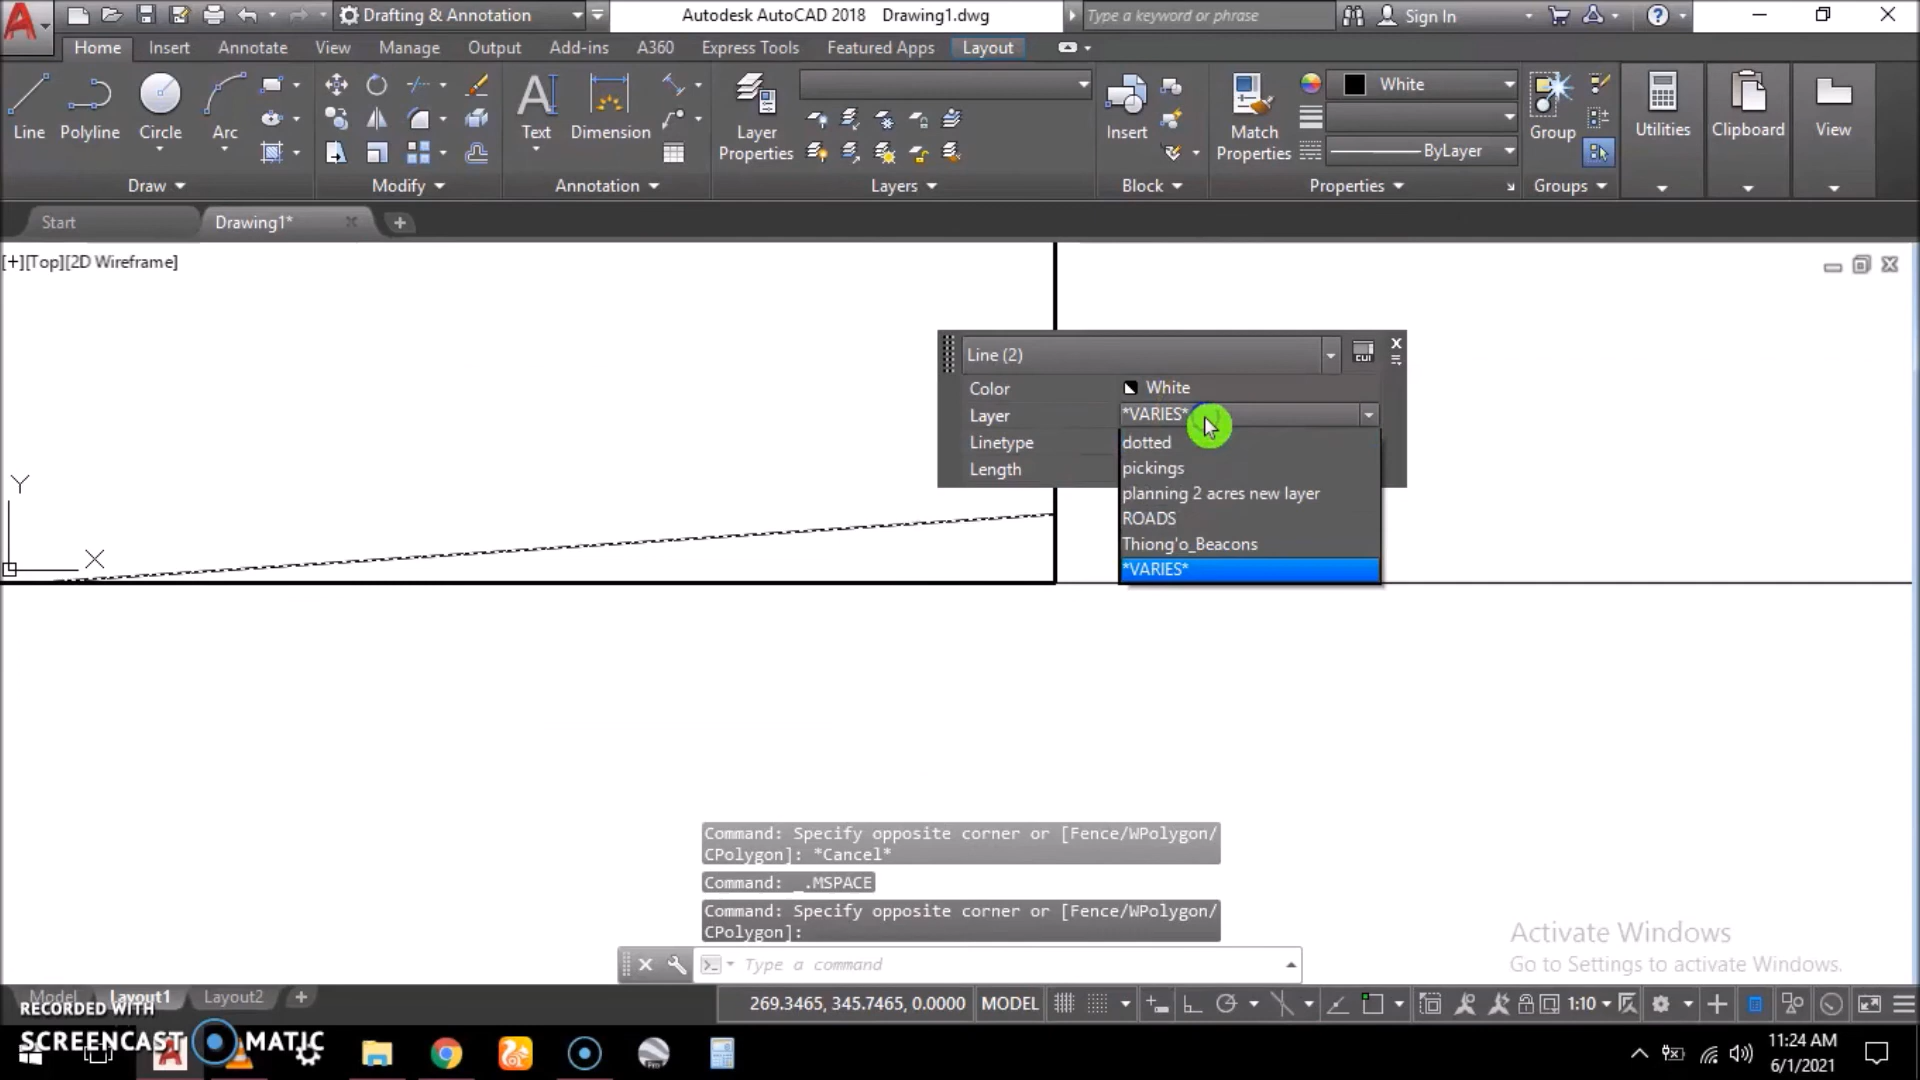 Drafting & Annotation
Autodesk AutoCAD 2018 Drawing1.dwg
Type a keyword or phrase
Sign In
Home Insert Annotate View Manage Output Add-ins A360 Express Tools Featured Apps Layout
Line Polyline Circle Arc
Text Dimension
Layer Properties
Insert
Match Properties
White
ByLayer
Group
Utilities
Clipboard
View
Draw Modify Annotation Layers Block Properties Groups
Start Drawing1*
[+][Top][2D Wireframe]
Line (2)
CUI
Color White
Layer *VARIES*
Linetype
Length
dotted
pickings
planning 2 acres new layer
ROADS
Thiong'o_Beacons
*VARIES*
Y
X
Command: Specify opposite corner or [Fence/WPolygon/
CPolygon]: *Cancel*
Command: _.MSPACE
Command: Specify opposite corner or [Fence/WPolygon/
CPolygon]:
Type a command
Activate Windows
Go to Settings to activate Windows.
Model Layout1 Layout2
269.3465, 345.7465, 0.0000 MODEL
1:10
RECORDED WITH
SCREENCAST MATIC
11:24 AM
6/1/2021